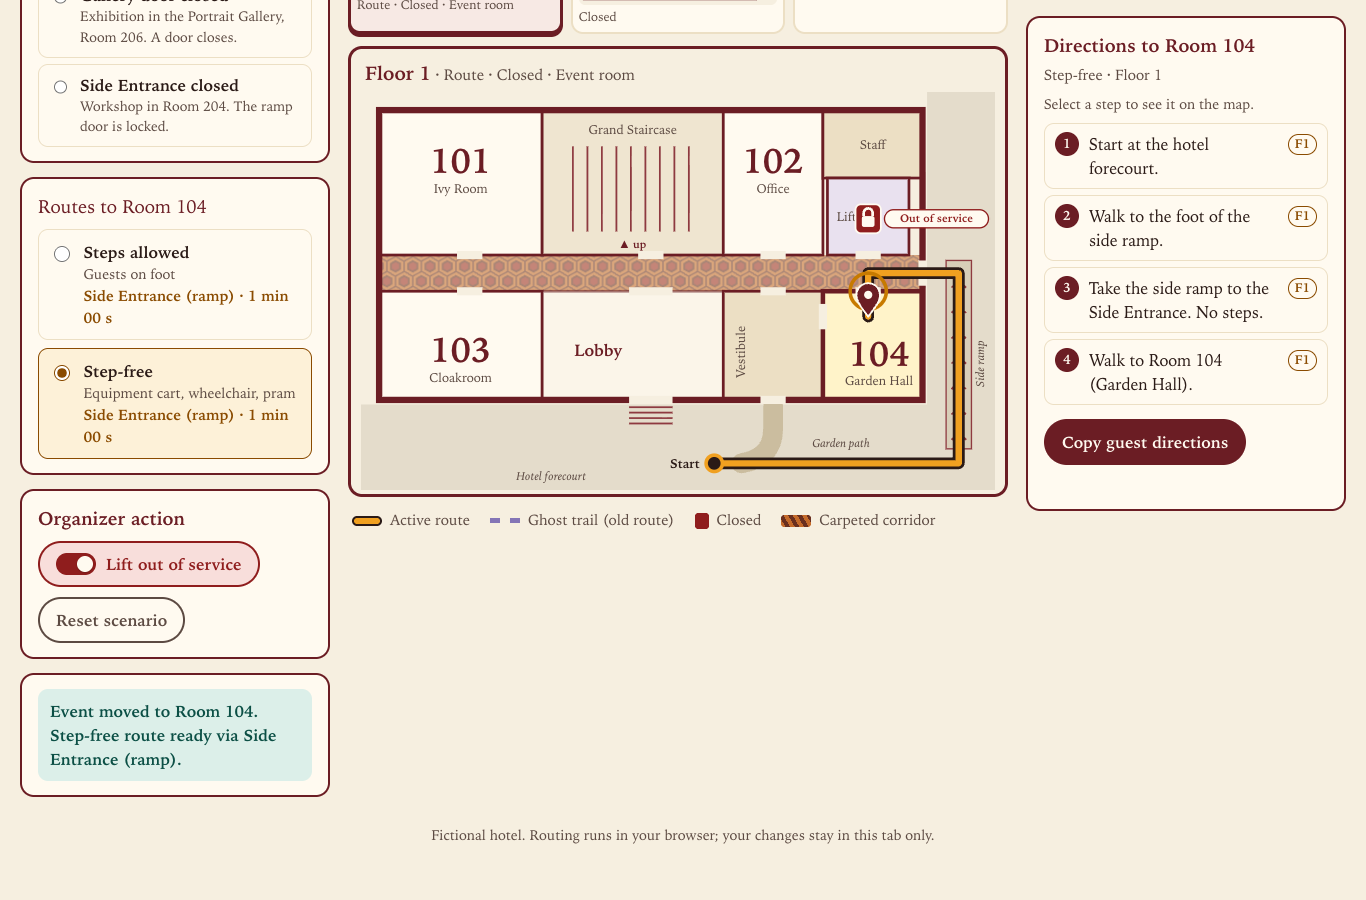 Exhibition in the Portrait Gallery,
Room 206. A door closes.
Side Entrance closed
Workshop in Room 204. The ramp
door is locked.
Routes to Room 104
Steps allowed
Guests on foot
Side Entrance (ramp) · 1 min
00 s
Step-free
Equipment cart, wheelchair, pram
Side Entrance (ramp) · 1 min
00 s
Organizer action
Lift out of service
Reset scenario
Event moved to Room 104.
Step-free route ready via Side
Entrance (ramp).
Route · Closed · Event room
Closed
Floor 1 · Route · Closed · Event room
101
Ivy Room
Grand Staircase
▲ up
102
Office
Staff
Lift
Out of service
103
Cloakroom
Lobby
Vestibule
104
Garden Hall
Side ramp
Garden path
Start
Hotel forecourt
Active route
Ghost trail (old route)
Closed
Carpeted corridor
Directions to Room 104
Step-free · Floor 1
Select a step to see it on the map.
1 Start at the hotel F1
forecourt.
2 Walk to the foot of the F1
side ramp.
3 Take the side ramp to the F1
Side Entrance. No steps.
4 Walk to Room 104 F1
(Garden Hall).
Copy guest directions
Fictional hotel. Routing runs in your browser; your changes stay in this tab only.